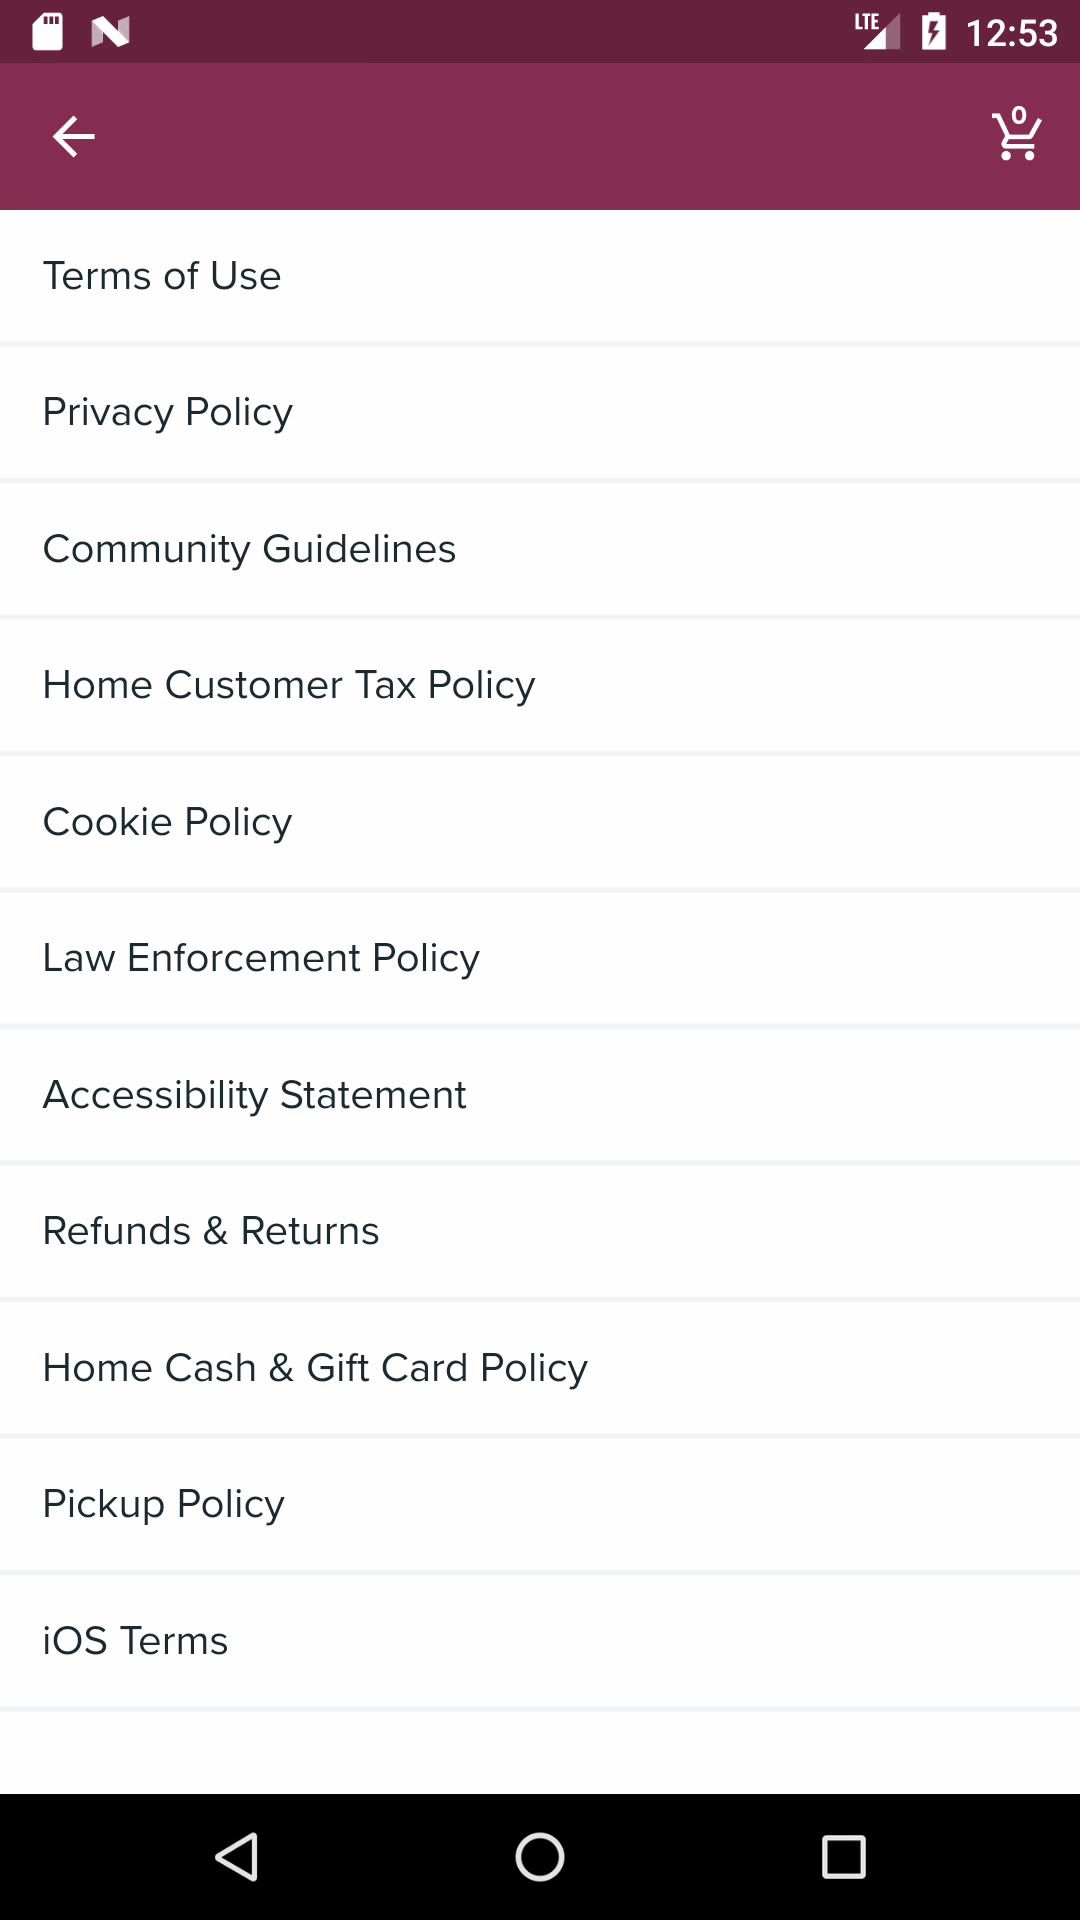 LTE 12:53
0
Terms of Use
Privacy Policy
Community Guidelines
Home Customer Tax Policy
Cookie Policy
Law Enforcement Policy
Accessibility Statement
Refunds & Returns
Home Cash & Gift Card Policy
Pickup Policy
iOS Terms